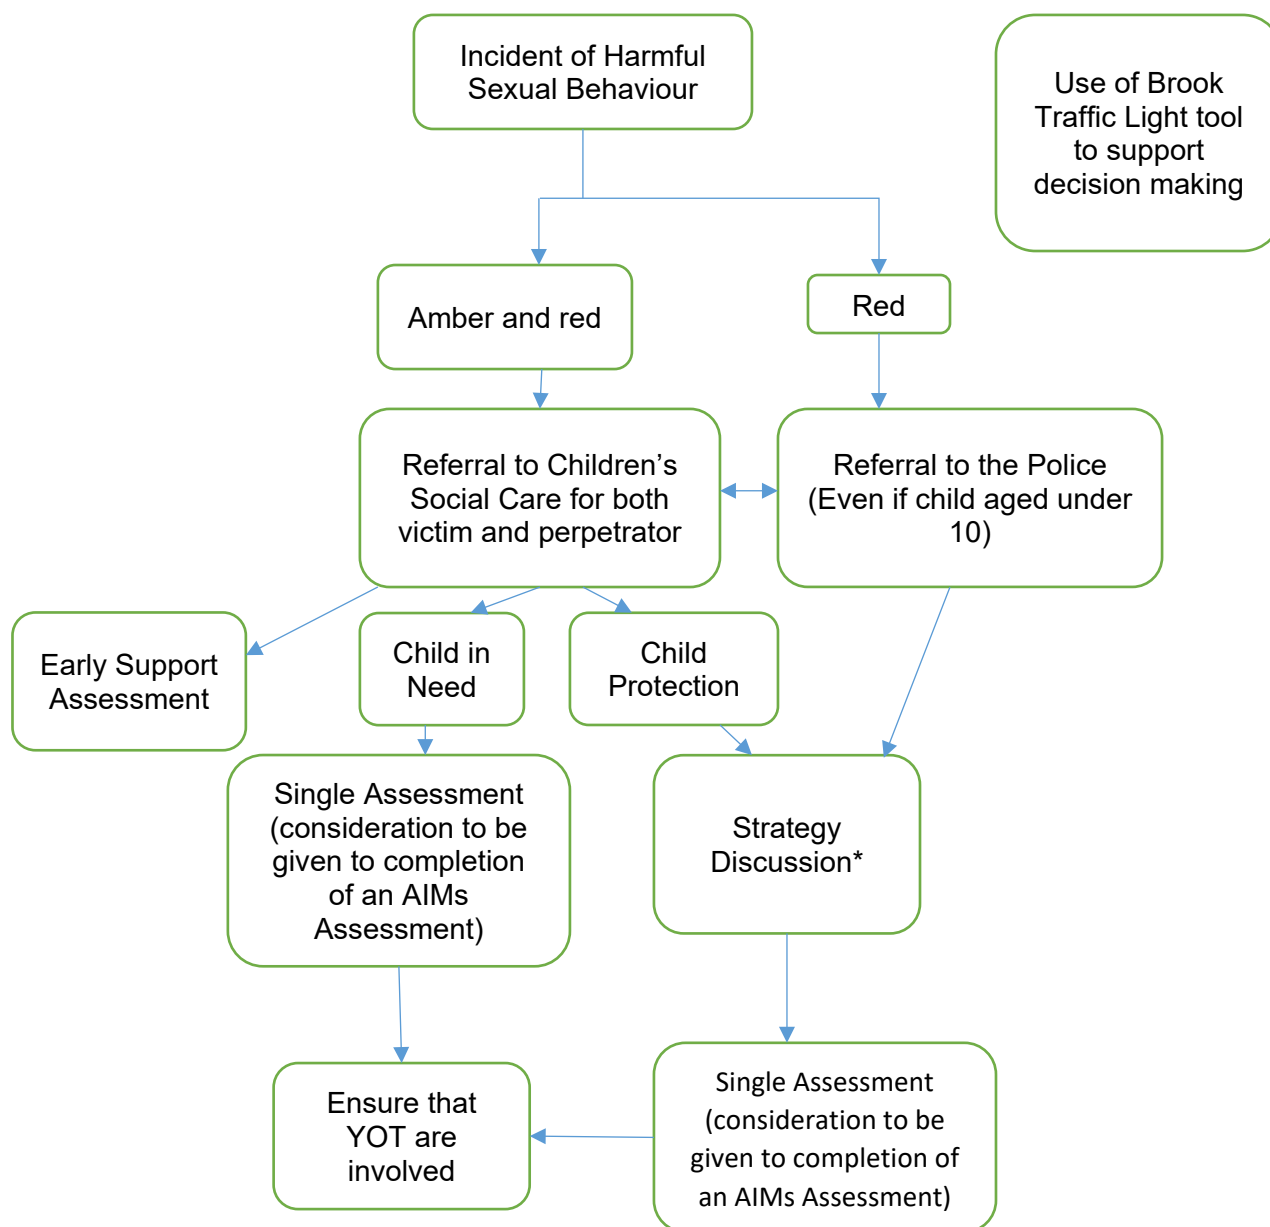 Incident of Harmful
Sexual Behaviour
Use of Brook
Traffic Light tool
to support
decision making
Amber and red
Red
Referral to Children’s
Social Care for both
victim and perpetrator
Referral to the Police
(Even if child aged under
10)
Early Support
Assessment
Child in
Need
Child
Protection
Single Assessment
(consideration to be
given to completion
of an AIMs
Assessment)
Strategy
Discussion*
Ensure that
YOT are
involved
Single Assessment
(consideration to be
given to completion of
an AIMs Assessment)